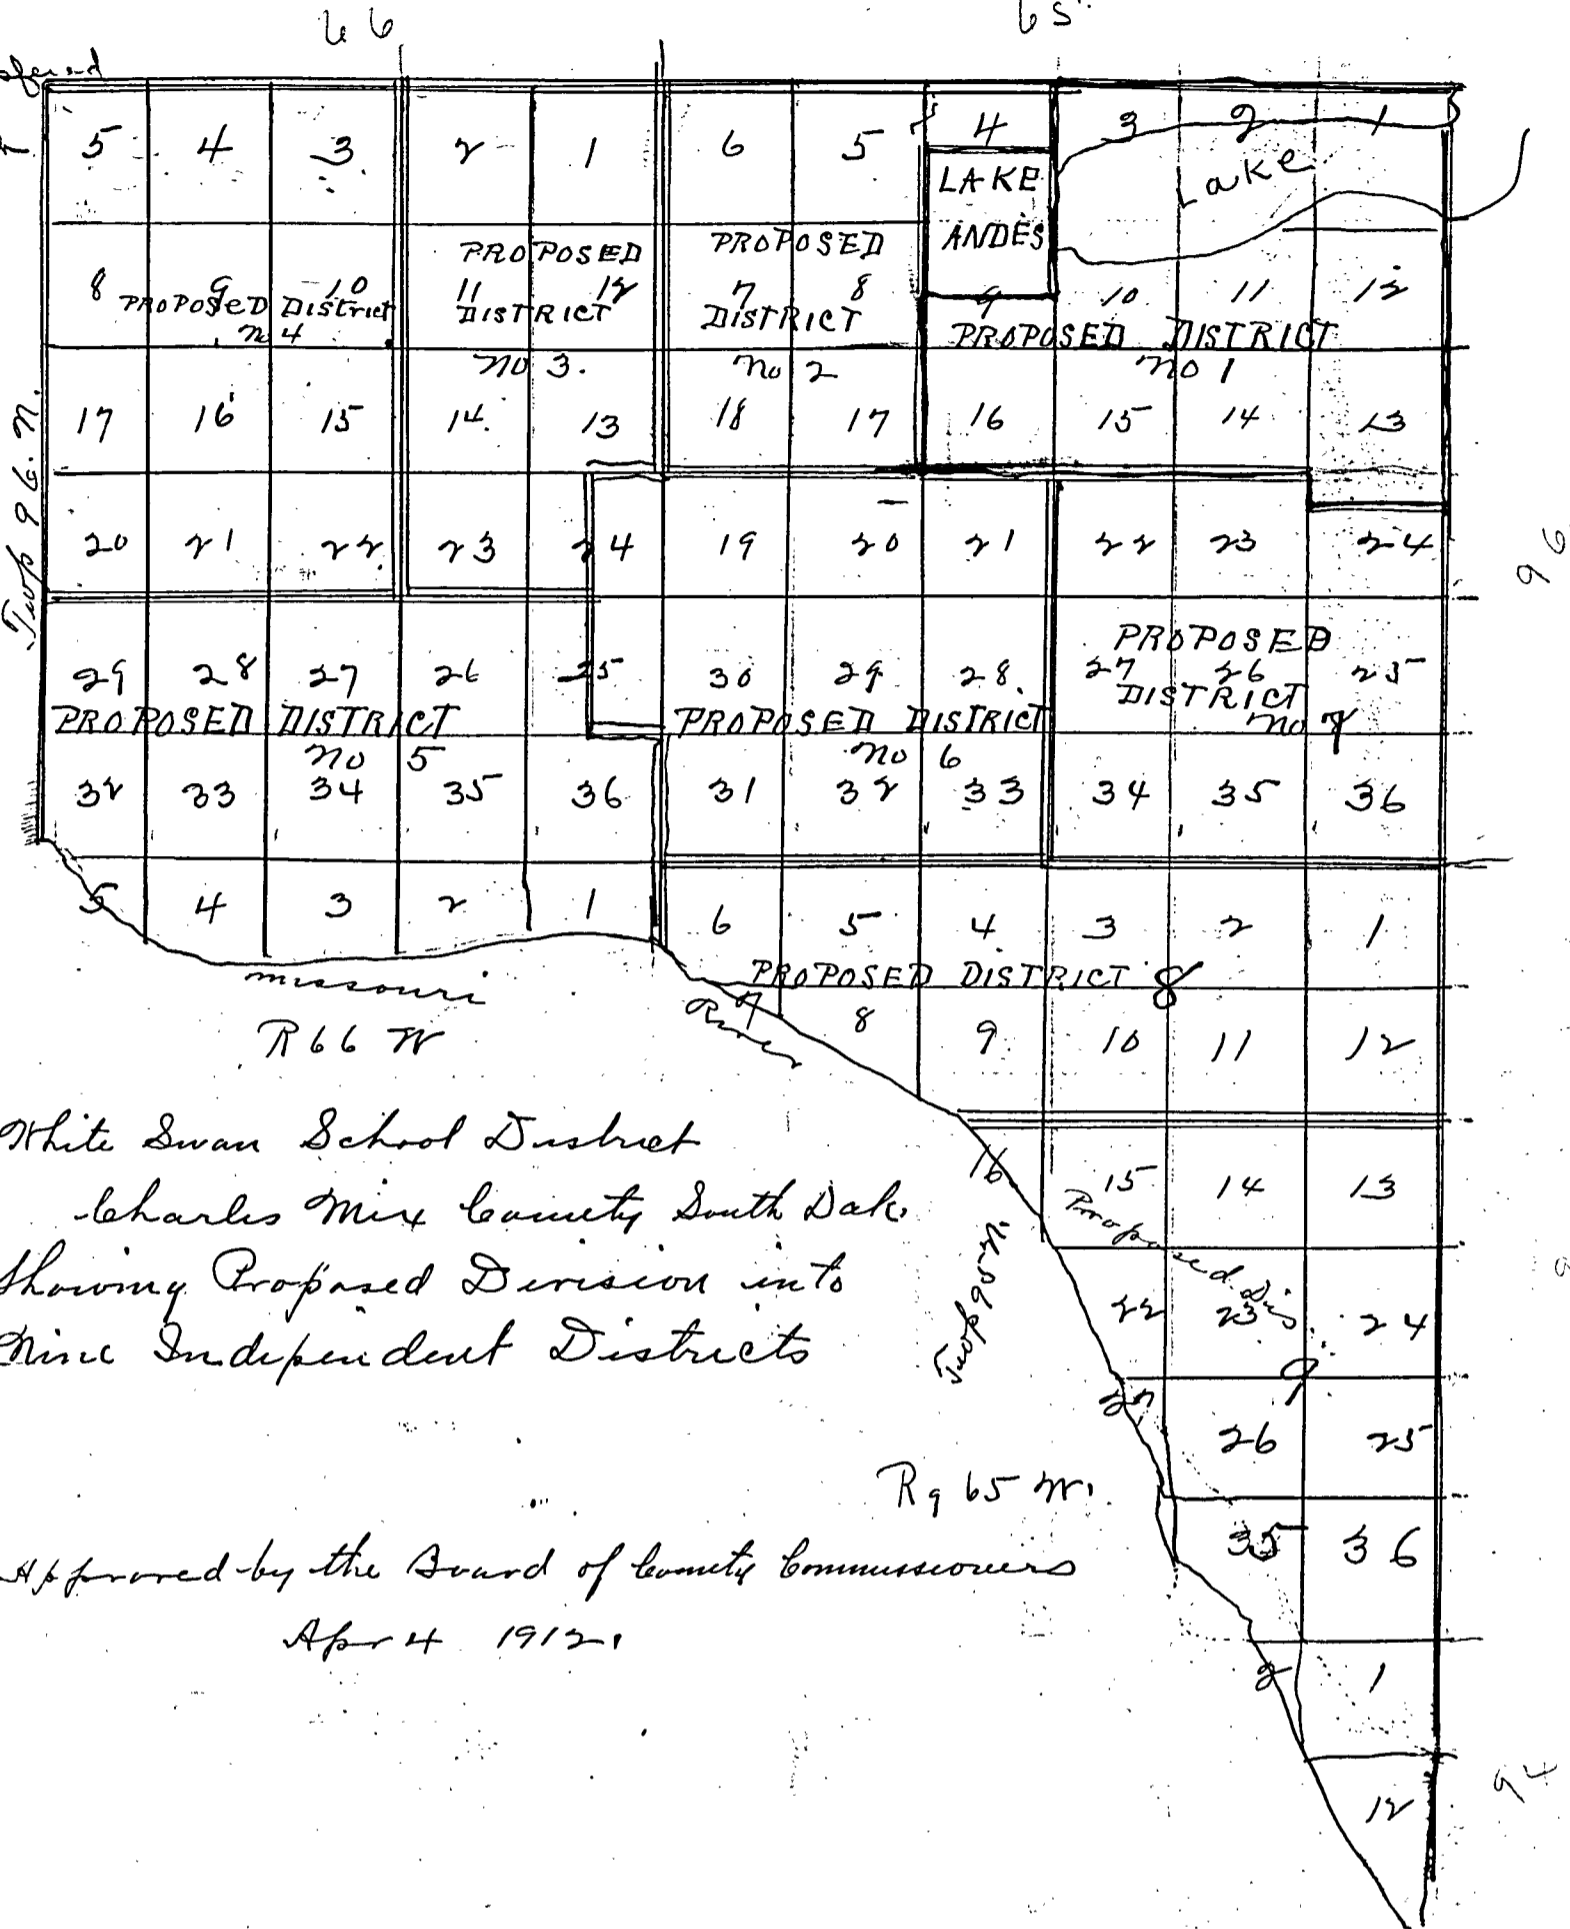 66
65
5 4 3 2 1 6 5 4 3 2 1
LAKE
ANDES
Lake
PROPOSED
DISTRICT
No 3.
PROPOSED
DISTRICT
No 2
8 9 10 11 12 7 8 9 10 11 12
PROPOSED District
No 4
PROPOSED DISTRICT
No 1
Twp 96. N.
17 16 15 14 13 18 17 16 15 14 13
20 21 22 23 24 19 20 21 22 23 24
96
PROPOSED
DISTRICT
No 7
29 28 27 26 25 30 29 28 27 26 25
PROPOSED DISTRICT
No 5
PROPOSED DISTRICT
No 6
32 33 34 35 36 31 32 33 34 35 36
5 4 3 2 1 6 5 4 3 2 1
PROPOSED DISTRICT 8
missouri
River
R 66 W
7 8 9 10 11 12
White Swan School District
Charles Mix County South Dak.
Showing Proposed Division into
Nine Independent Districts
16 15 14 13
Proposed Dis
9
Twp 95 N.
22 23 24
27 26 25
Rg 65 W.
35 36
Approved by the Board of County Commissioners
Apr 4 1912.
2 1
12
94